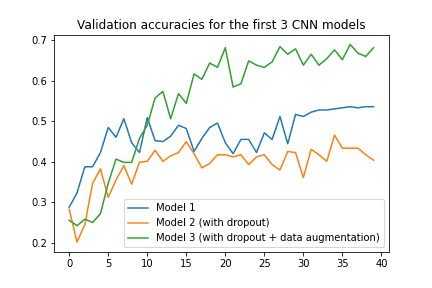 Validation accuracies for the first 3 CNN models
0.7
0.6
0.5
0.4
0.3
0.2
Model 1
Model 2 (with dropout)
Model 3 (with dropout + data augmentation)
0 5 10 15 20 25 30 35 40